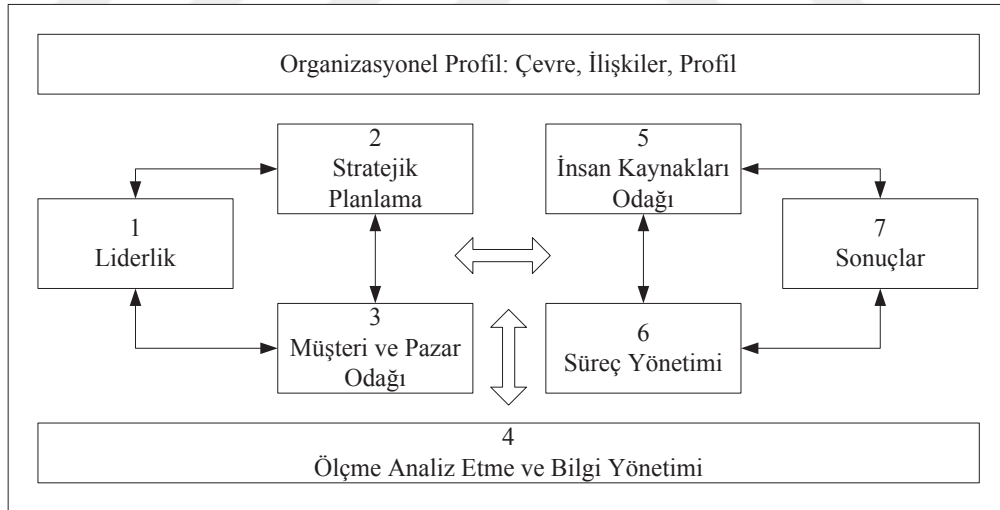 Organizasyonel Profil: Çevre, İlişkiler, Profil
1
Liderlik
2
Stratejik
Planlama
3
Müşteri ve Pazar
Odağı
5
İnsan Kaynakları
Odağı
6
Süreç Yönetimi
7
Sonuçlar
4
Ölçme Analiz Etme ve Bilgi Yönetimi